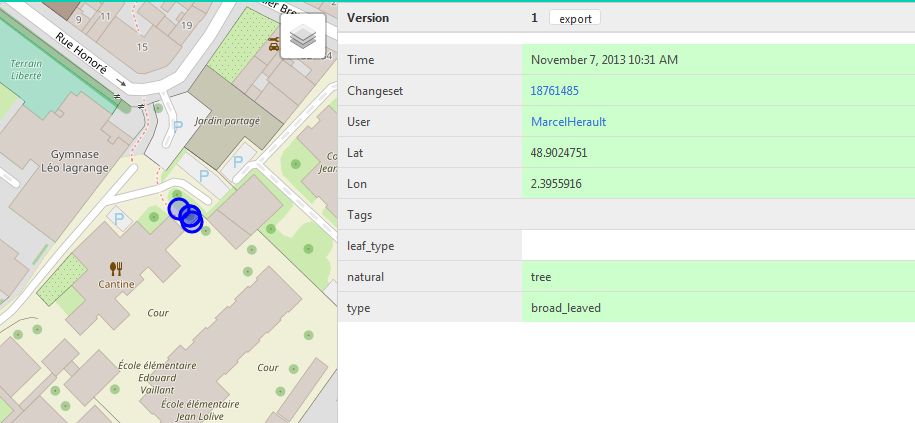 9
11
19
15
Rue Honoré
Terrain
Liberté
P
Jardin partagé
Gymnase
Léo lagrange
P
P
P
Cantine
Cour
École élémentaire
Edouard
Vaillant
Cour
École élémentaire
Jean Lolive
Version 1 export
Time November 7, 2013 10:31 AM
Changeset 18761485
User MarcelHerault
Lat 48.9024751
Lon 2.3955916
Tags
leaf_type
natural tree
type broad_leaved